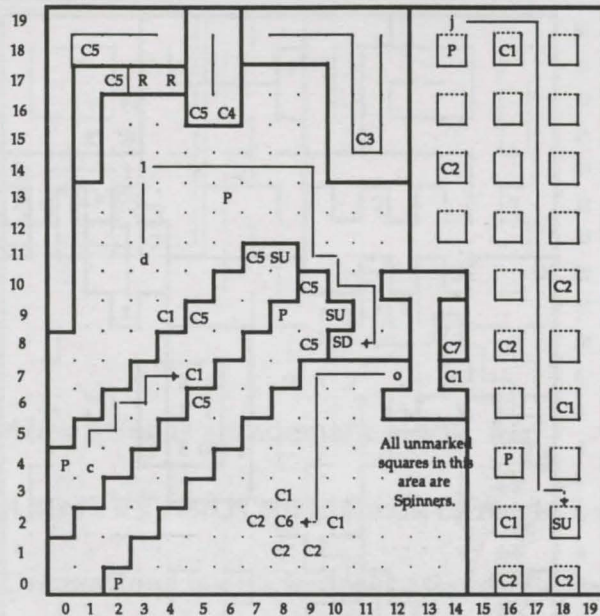 19 j
18 C5 P C1
17 C5 R R
16 C5 C4
15 C3
14 l C2
13 P
12
11 d C5 SU
10 C5 C2
9 C1 C5 P SU
8 C5 SD C7 C2
7 C1 o C1
6 C5 C1
5 All unmarked
4 P c squares in this P
3 C1 area are
Spinners.
2 C2 C6 C1 C1 SU
1 C2 C2
0 P C2 C2
0 1 2 3 4 5 6 7 8 9 10 11 12 13 14 15 16 17 18 19